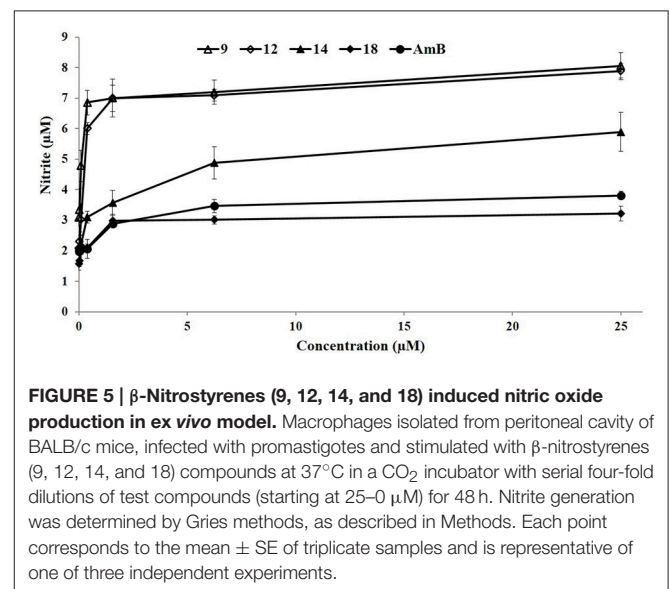 9
8
7
6
5
4
3
2
1
0
Nitrite (µM)
9 12 14 18 AmB
0 5 10 15 20 25
Concentration (µM)
FIGURE 5 | β-Nitrostyrenes (9, 12, 14, and 18) induced nitric oxide
production in ex vivo model. Macrophages isolated from peritoneal cavity of
BALB/c mice, infected with promastigotes and stimulated with β-nitrostyrenes
(9, 12, 14, and 18) compounds at 37°C in a CO₂ incubator with serial four-fold
dilutions of test compounds (starting at 25–0 µM) for 48 h. Nitrite generation
was determined by Gries methods, as described in Methods. Each point
corresponds to the mean ± SE of triplicate samples and is representative of
one of three independent experiments.